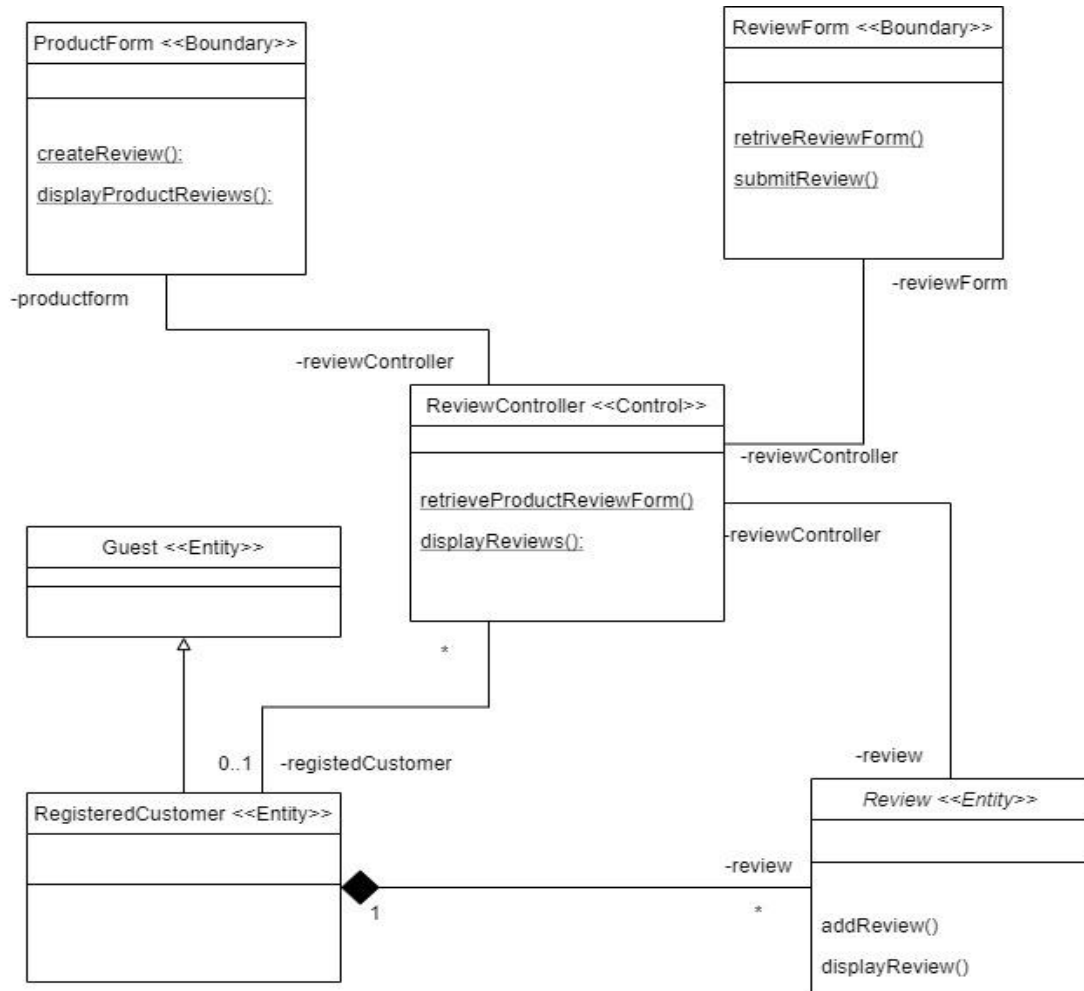 ProductForm <<Boundary>>
createReview():
displayProductReviews():
ReviewForm <<Boundary>>
retriveReviewForm()
submitReview()
-productform
-reviewForm
-reviewController
ReviewController <<Control>>
retrieveProductReviewForm()
displayReviews():
-reviewController
-reviewController
Guest <<Entity>>
*
0..1
-registedCustomer
-review
RegisteredCustomer <<Entity>>
Review <<Entity>>
addReview()
displayReview()
-review
1
*